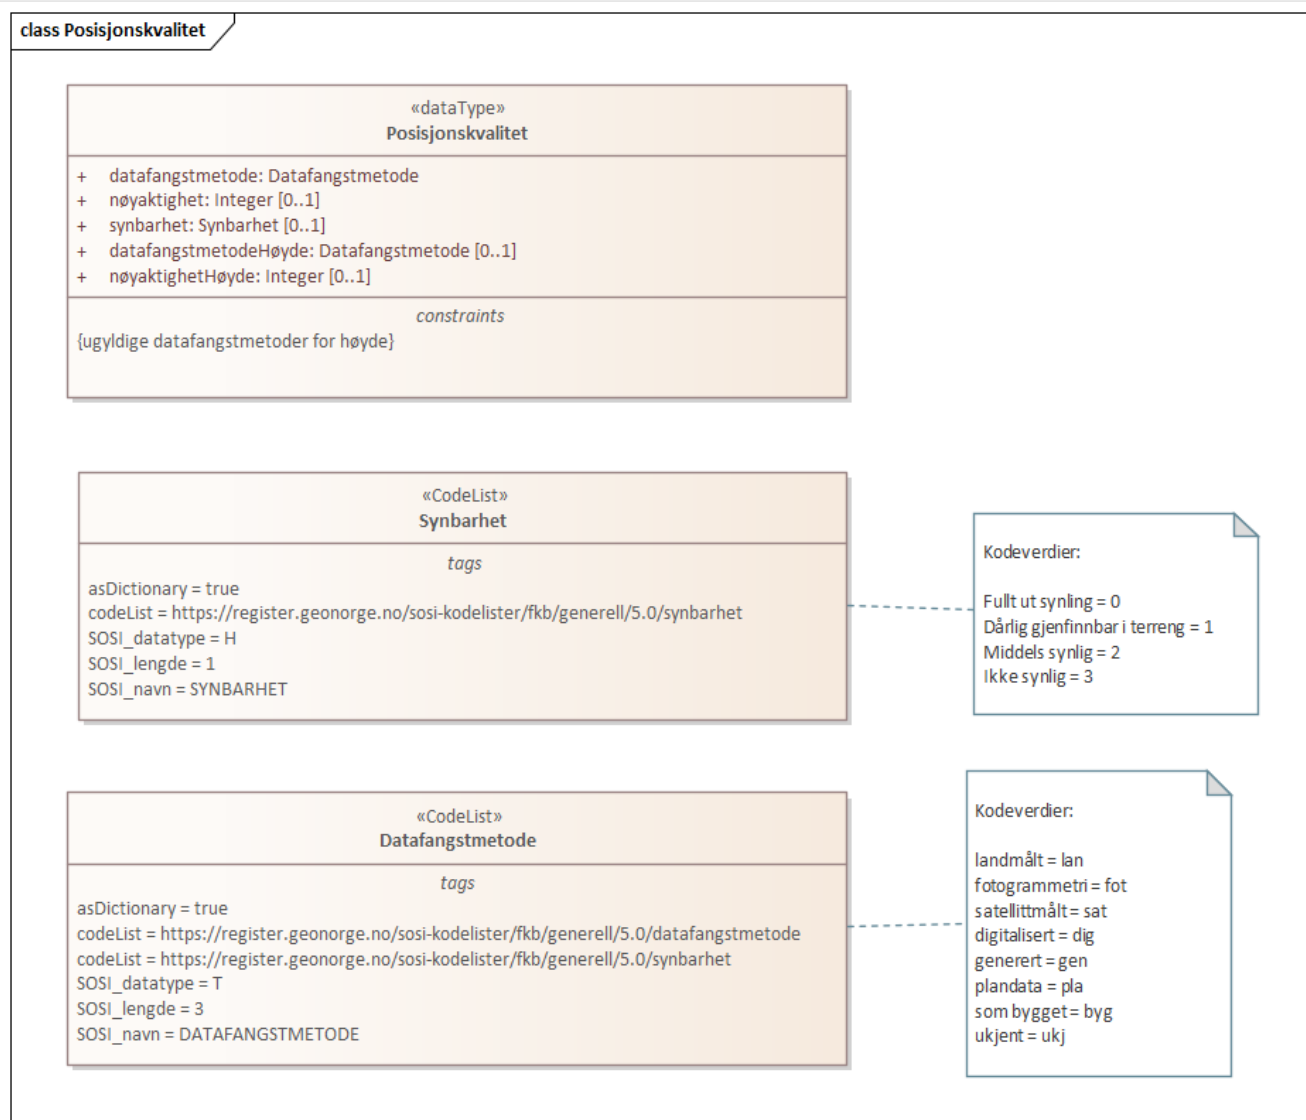 class Posisjonskvalitet
«dataType»
Posisjonskvalitet
+ datafangstmetode: Datafangstmetode
+ nøyaktighet: Integer [0..1]
+ synbarhet: Synbarhet [0..1]
+ datafangstmetodeHøyde: Datafangstmetode [0..1]
+ nøyaktighetHøyde: Integer [0..1]
constraints
{ugyldige datafangstmetoder for høyde}
«CodeList»
Synbarhet
tags
asDictionary = true
codeList = https://register.geonorge.no/sosi-kodelister/fkb/generell/5.0/synbarhet
SOSI_datatype = H
SOSI_lengde = 1
SOSI_navn = SYNBARHET
Kodeverdier:
Fullt ut synling = 0
Dårlig gjenfinnbar i terreng = 1
Middels synlig = 2
Ikke synlig = 3
«CodeList»
Datafangstmetode
tags
asDictionary = true
codeList = https://register.geonorge.no/sosi-kodelister/fkb/generell/5.0/datafangstmetode
codeList = https://register.geonorge.no/sosi-kodelister/fkb/generell/5.0/synbarhet
SOSI_datatype = T
SOSI_lengde = 3
SOSI_navn = DATAFANGSTMETODE
Kodeverdier:
landmålt = lan
fotogrammetri = fot
satellittmålt = sat
digitalisert = dig
generert = gen
plandata = pla
som bygget = byg
ukjent = ukj